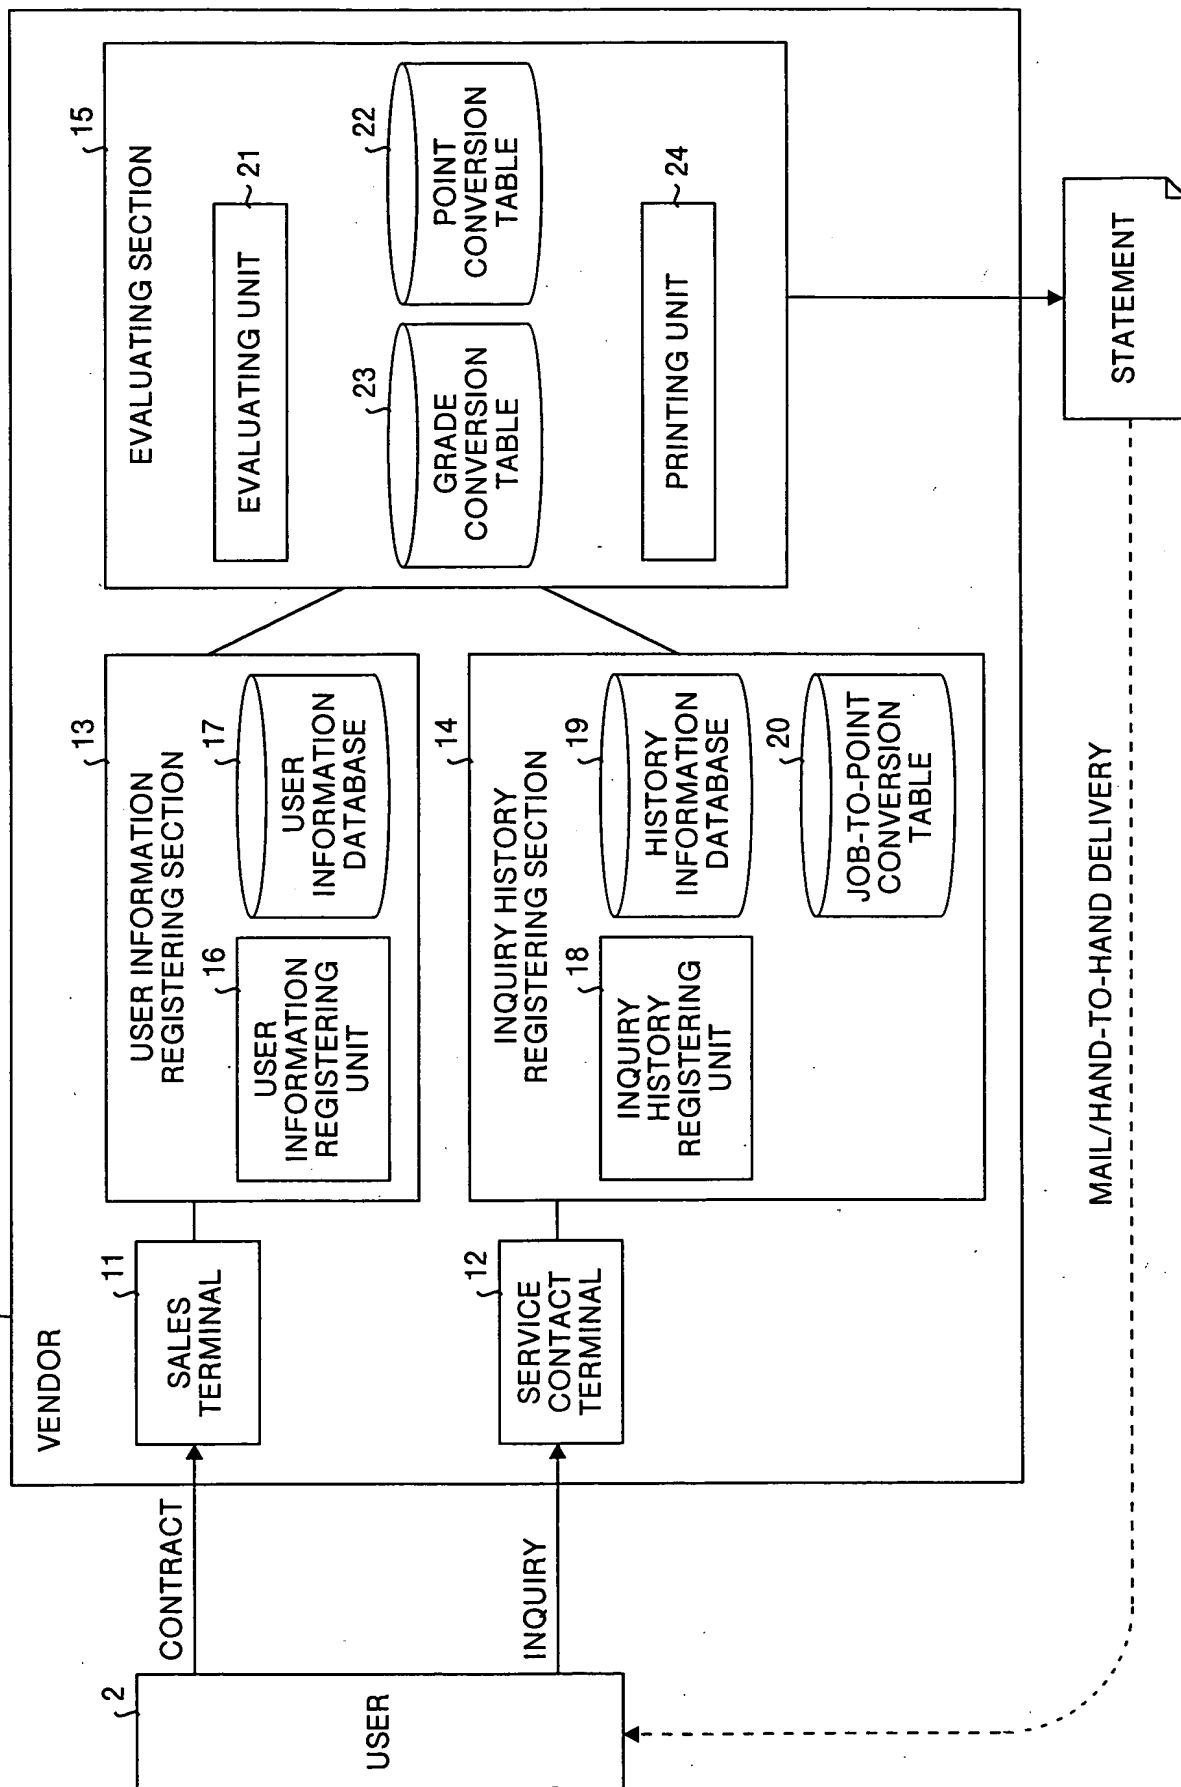 VENDOR
2
USER
CONTRACT
INQUIRY
11
SALES
TERMINAL
12
SERVICE
CONTACT
TERMINAL
13
USER INFORMATION
REGISTERING SECTION
16
USER
INFORMATION
REGISTERING
UNIT
17
USER
INFORMATION
DATABASE
14
INQUIRY HISTORY
REGISTERING SECTION
18
INQUIRY
HISTORY
REGISTERING
UNIT
19
HISTORY
INFORMATION
DATABASE
20
JOB-TO-POINT
CONVERSION
TABLE
15
EVALUATING SECTION
21
EVALUATING UNIT
23
GRADE
CONVERSION
TABLE
22
POINT
CONVERSION
TABLE
24
PRINTING UNIT
STATEMENT
MAIL/HAND-TO-HAND DELIVERY